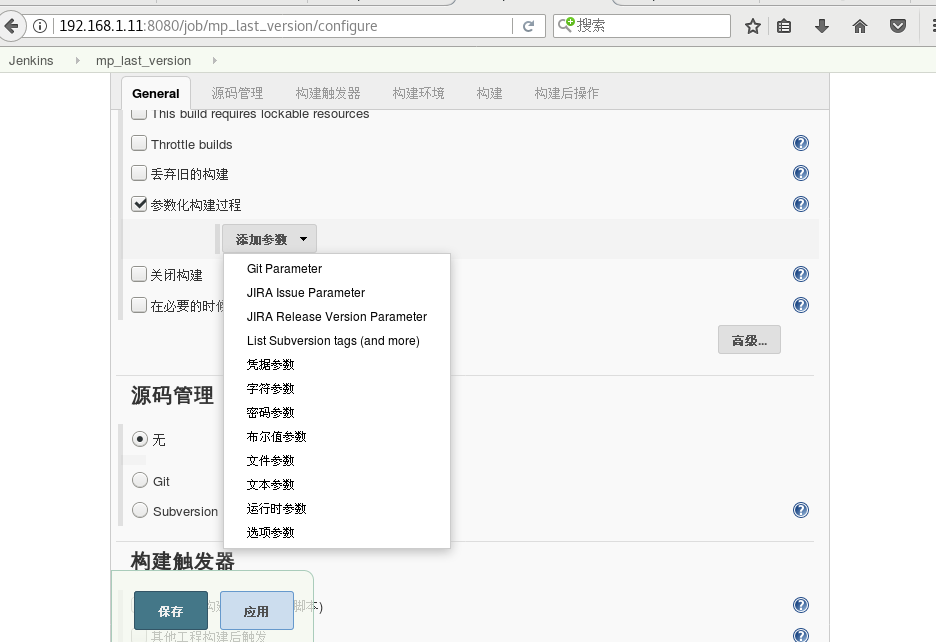 192.168.1.11:8080/job/mp_last_version/configure
搜索
Jenkins mp_last_version
General 源码管理 构建触发器 构建环境 构建 构建后操作
This build requires lockable resources
Throttle builds
丢弃旧的构建
参数化构建过程
添加参数
Git Parameter
JIRA Issue Parameter
JIRA Release Version Parameter
List Subversion tags (and more)
凭据参数
字符参数
密码参数
布尔值参数
文件参数
文本参数
运行时参数
选项参数
关闭构建
在必要的时候
高级...
源码管理
无
Git
Subversion
构建触发器
保存
应用
脚本)
其他工程构建后触发